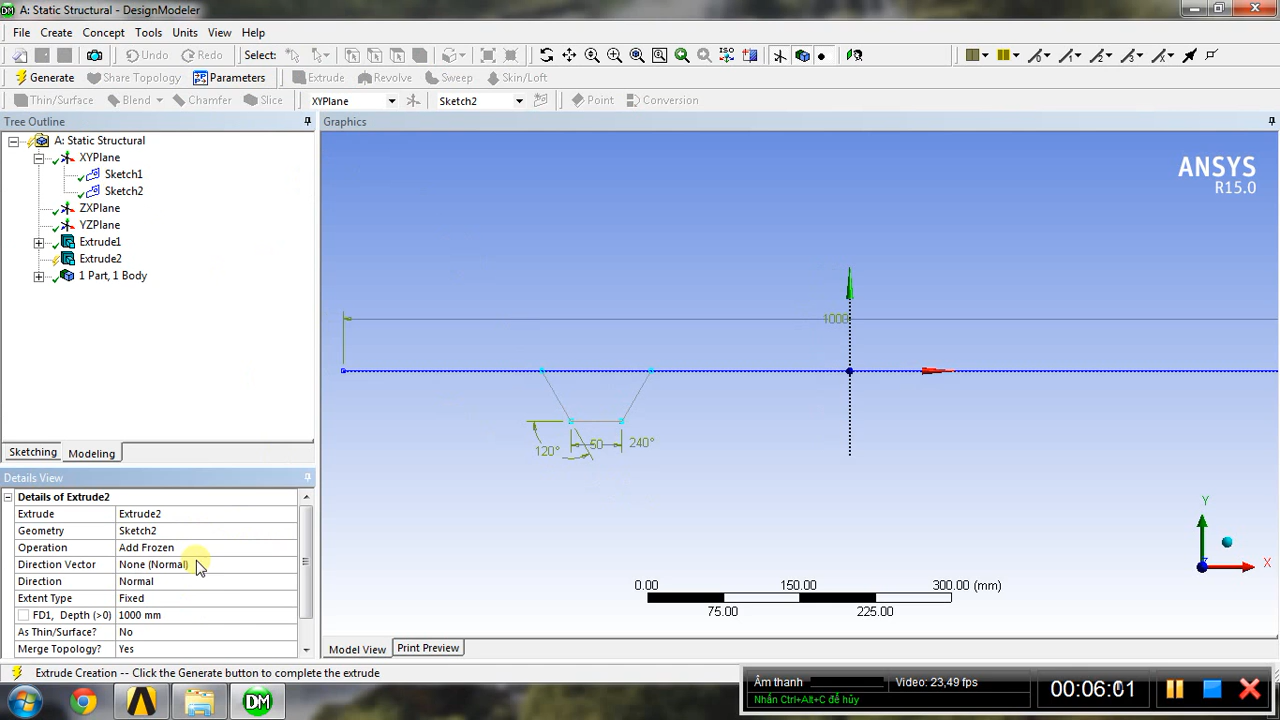 A: Static Structural - DesignModeler
File Create Concept Tools Units View Help
Undo Redo Select:
Generate Share Topology Parameters Extrude Revolve Sweep Skin/Loft
Thin/Surface Blend Chamfer Slice XYPlane Sketch2 Point Conversion
Tree Outline
A: Static Structural
XYPlane
Sketch1
Sketch2
ZXPlane
YZPlane
Extrude1
Extrude2
1 Part, 1 Body
Sketching Modeling
Details View
Details of Extrude2
Extrude Extrude2
Geometry Sketch2
Operation Add Frozen
Direction Vector None (Normal)
Direction Normal
Extent Type Fixed
FD1, Depth (>0) 1000 mm
As Thin/Surface? No
Merge Topology? Yes
Graphics
ANSYS
R15.0
1000
120° 50 240°
0.00 150.00 300.00 (mm)
75.00 225.00
Y
X
Model View Print Preview
Extrude Creation -- Click the Generate button to complete the extrude
Âm thanh Video: 23,49 fps
Nhấn Ctrl+Alt+C để hủy
00:06:01
DM